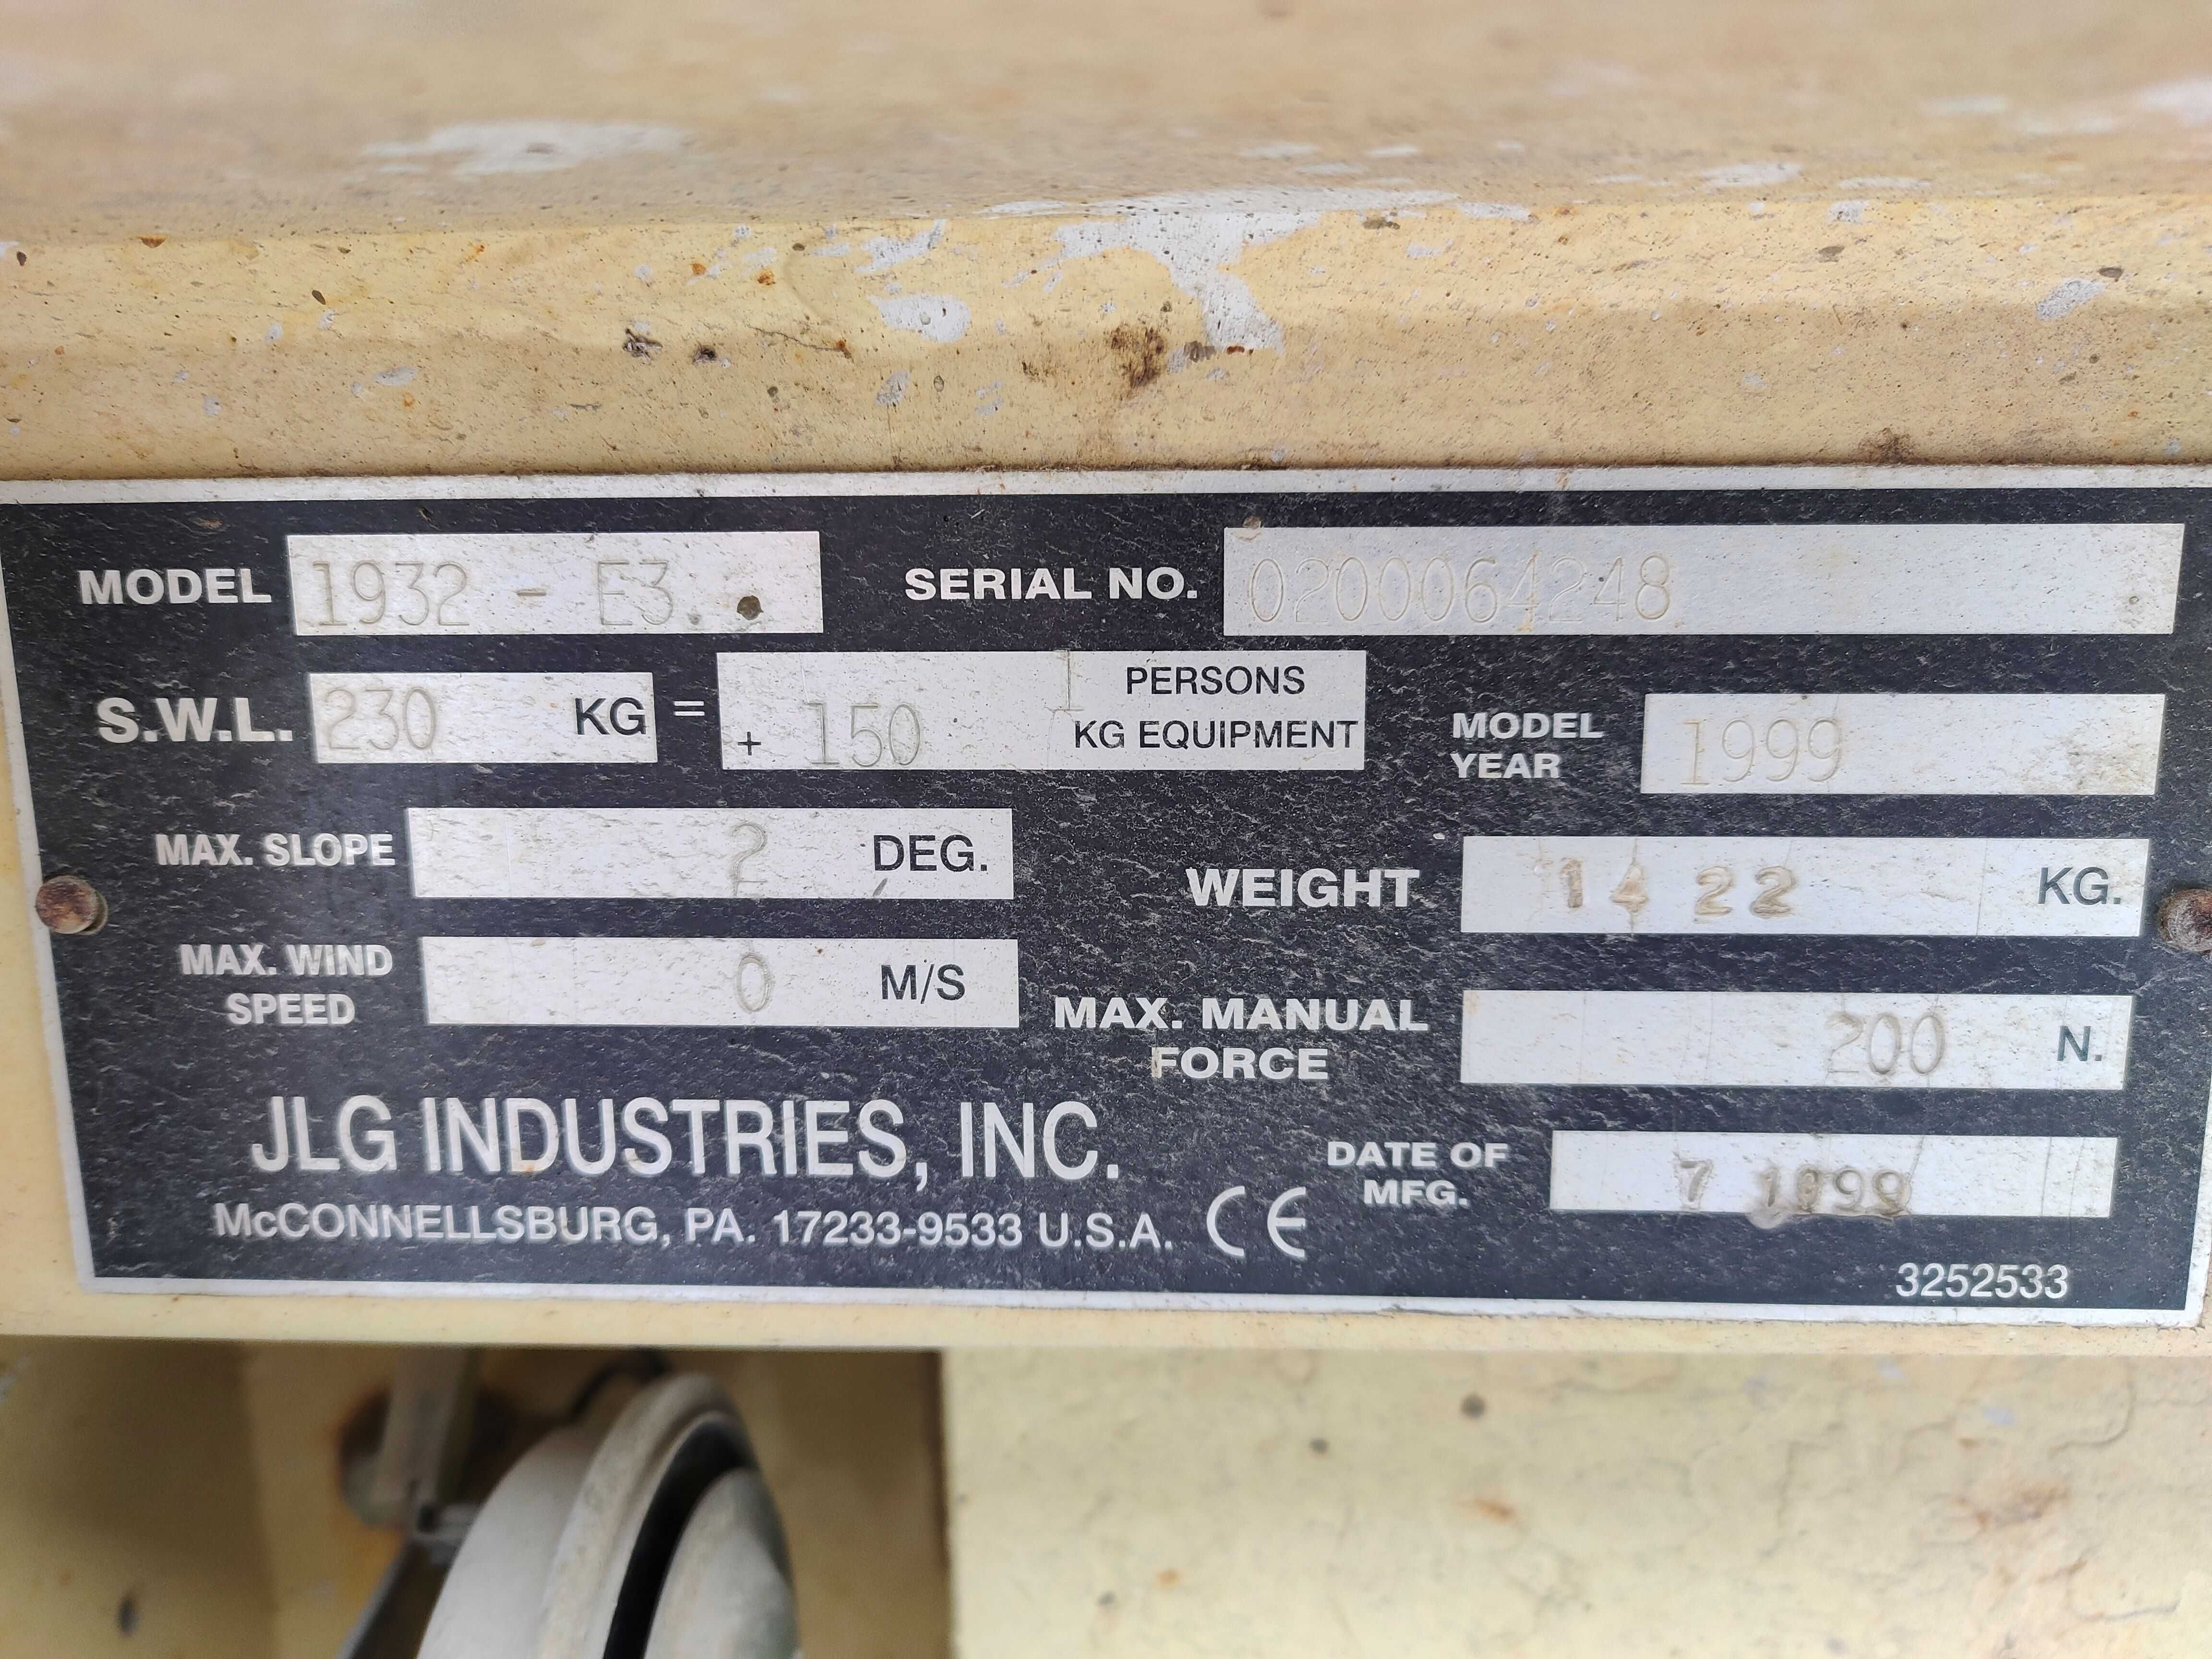 MODEL 1932 - E3. SERIAL NO. 0200064248
S.W.L. 230 KG = 1 PERSONS
+ 150 KG EQUIPMENT
MODEL YEAR 1999
MAX. SLOPE 2 DEG.
WEIGHT 1422 KG.
MAX. WIND
SPEED 0 M/S
MAX. MANUAL
FORCE 200 N.
JLG INDUSTRIES, INC.
McCONNELLSBURG, PA. 17233-9533 U.S.A. CE
DATE OF
MFG. 7 1999
3252533